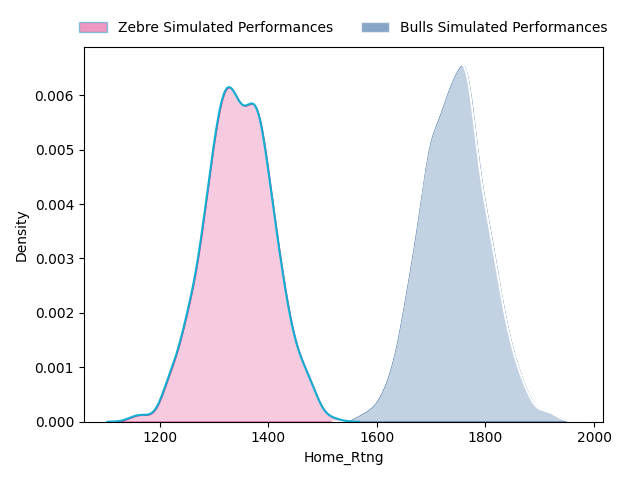 Zebre Simulated Performances Bulls Simulated Performances
0.006
0.005
0.004
0.003
0.002
0.001
0.000
Density
1200 1400 1600 1800 2000
Home_Rtng